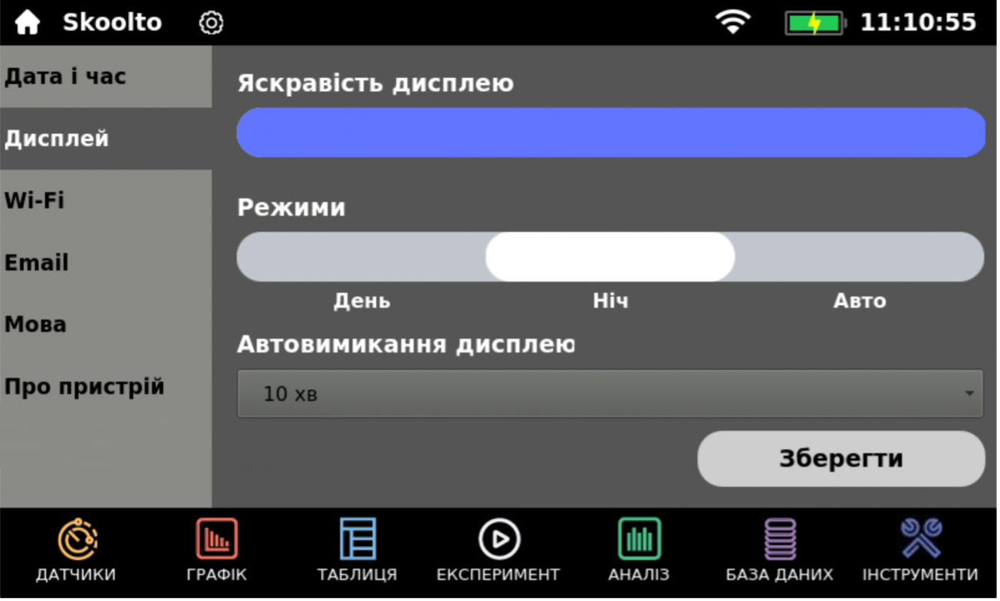 Skoolto
11:10:55
Дата і час
Дисплей
Wi-Fi
Email
Мова
Про пристрій
Яскравість дисплею
Режими
День
Ніч
Авто
Автовимикання дисплею
10 хв
Зберегти
ДАТЧИКИ
ГРАФІК
ТАБЛИЦЯ
ЕКСПЕРИМЕНТ
АНАЛІЗ
БАЗА ДАНИХ
ІНСТРУМЕНТИ